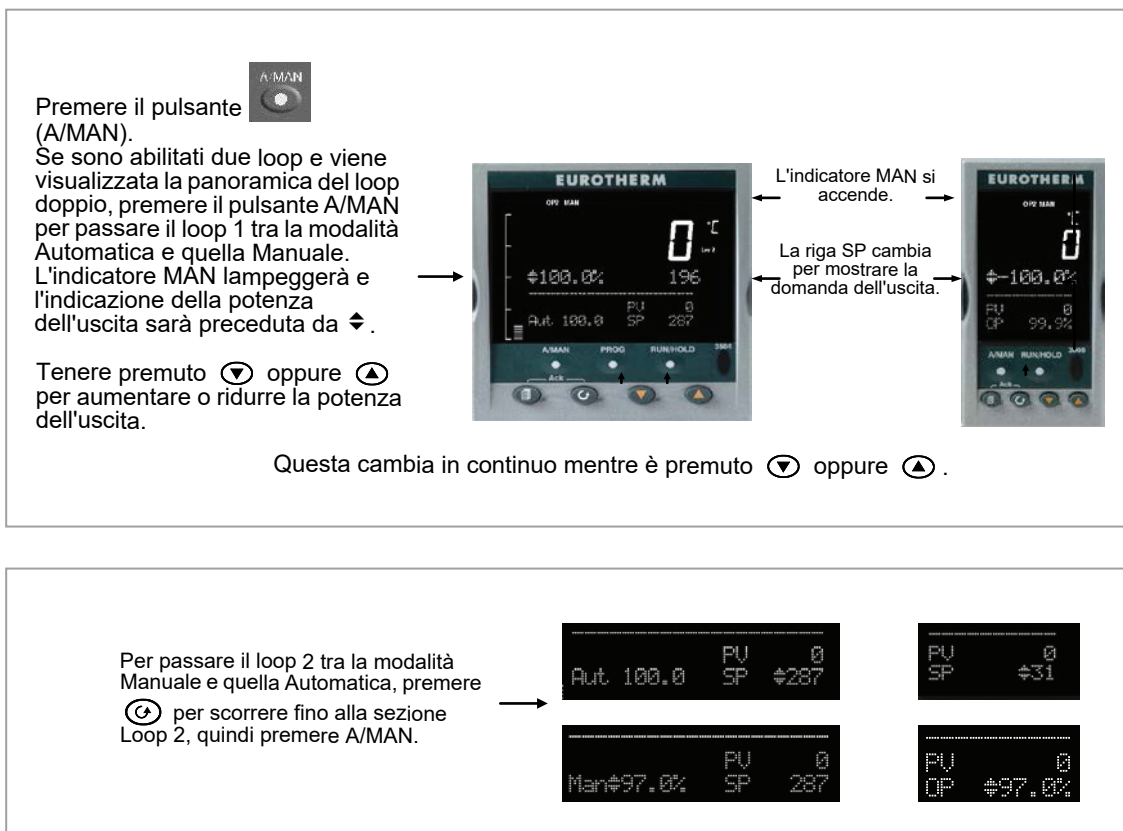 A/MAN
Premere il pulsante
(A/MAN).
Se sono abilitati due loop e viene
visualizzata la panoramica del loop
doppio, premere il pulsante A/MAN
per passare il loop 1 tra la modalità
Automatica e quella Manuale.
L'indicatore MAN lampeggerà e
l'indicazione della potenza
dell'uscita sarà preceduta da
Tenere premuto oppure
per aumentare o ridurre la potenza
dell'uscita.
EUROTHERM
OP2 MAN
0 °C
100.0% 196
PV 0
Aut 100.0 SP 287
A/MAN PROG RUN/HOLD
Ack
L'indicatore MAN si
accende.
La riga SP cambia
per mostrare la
domanda dell'uscita.
EUROTHERM
OP2 MAN
°C
0
-100.0%
PV 0
OP 99.9%
A/MAN RUN/HOLD
Ack
Questa cambia in continuo mentre è premuto oppure .
Per passare il loop 2 tra la modalità
Manuale e quella Automatica, premere
per scorrere fino alla sezione
Loop 2, quindi premere A/MAN.
PV 0
Aut 100.0 SP 287
PV 0
SP 31
PV 0
Man 97.0% SP 287
PV 0
OP 97.0%